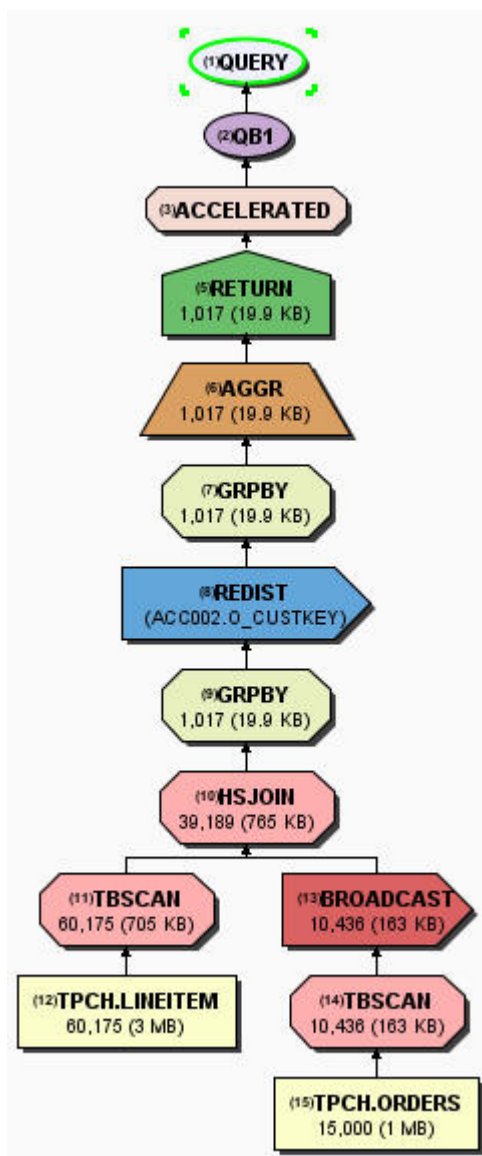 (1)QUERY
(2)QB1
(3)ACCELERATED
(5)RETURN
1,017 (19.9 KB)
(6)AGGR
1,017 (19.9 KB)
(7)GRPBY
1,017 (19.9 KB)
(8)REDIST
(ACC002.O_CUSTKEY)
(9)GRPBY
1,017 (19.9 KB)
(10)HSJOIN
39,189 (765 KB)
(11)TBSCAN
60,175 (705 KB)
(13)BROADCAST
10,436 (163 KB)
(12)TPCH.LINEITEM
60,175 (3 MB)
(14)TBSCAN
10,436 (163 KB)
(15)TPCH.ORDERS
15,000 (1 MB)